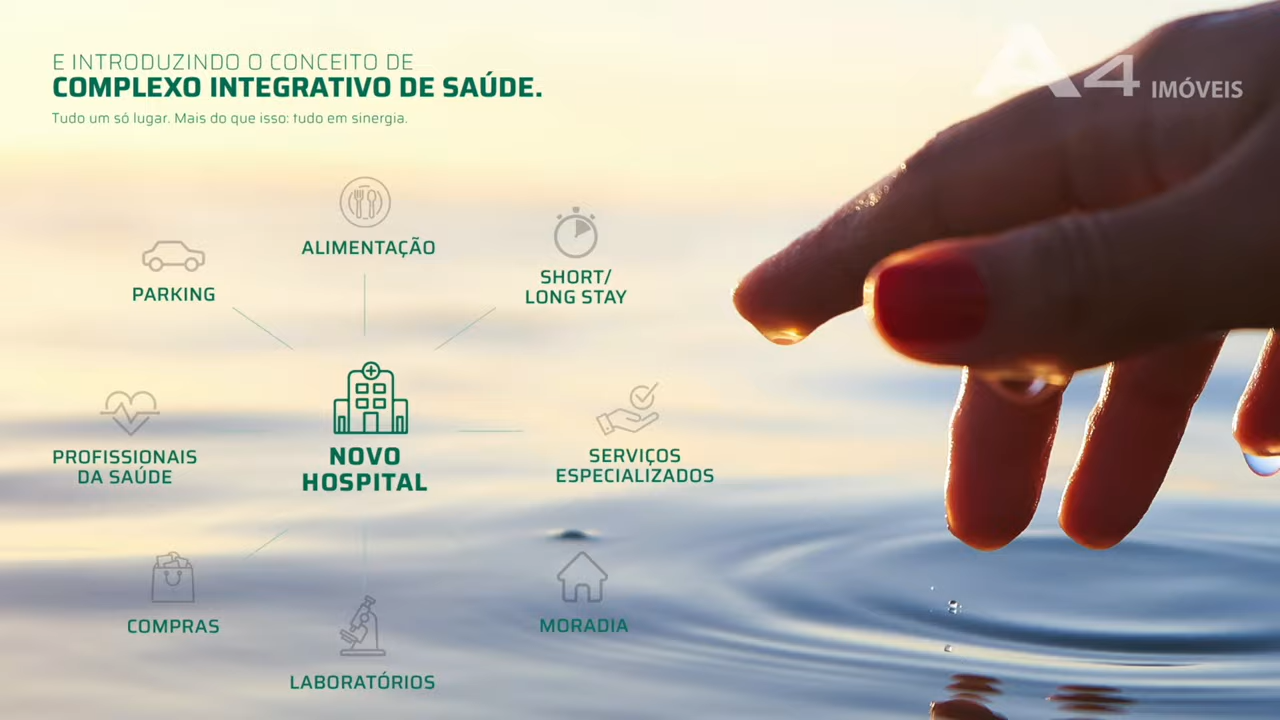 E INTRODUZINDO O CONCEITO DE
COMPLEXO INTEGRATIVO DE SAÚDE.
Tudo um só lugar. Mais do que isso: tudo em sinergia.
A4 IMÓVEIS
ALIMENTAÇÃO
SHORT/
LONG STAY
PARKING
PROFISSIONAIS
DA SAÚDE
NOVO
HOSPITAL
SERVIÇOS
ESPECIALIZADOS
COMPRAS
MORADIA
LABORATÓRIOS